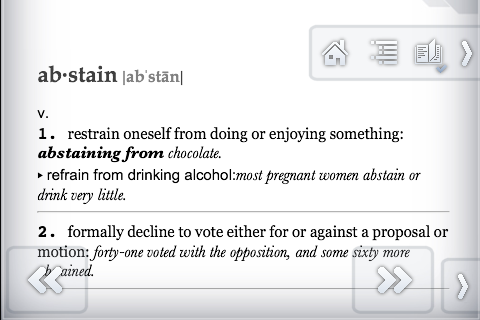 ab·stain |abˈstān|
v.
1. restrain oneself from doing or enjoying something:
abstaining from chocolate.
▸ refrain from drinking alcohol:most pregnant women abstain or
drink very little.
2. formally decline to vote either for or against a proposal or
motion: forty-one voted with the opposition, and some sixty more